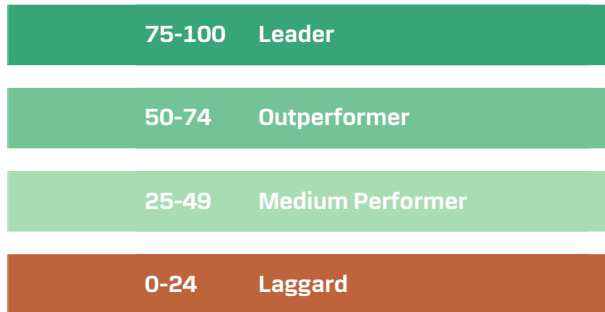 75-100 Leader
50-74 Outperformer
25-49 Medium Performer
0-24 Laggard